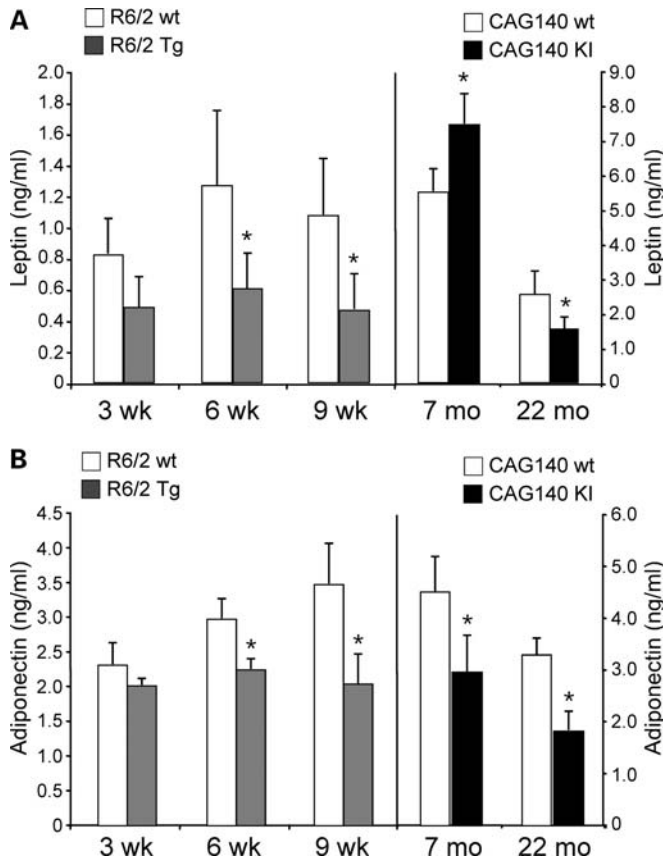 A
R6/2 wt
R6/2 Tg
CAG140 wt
CAG140 KI
Leptin (ng/ml)
2.0
1.8
1.6
1.4
1.2
1.0
0.8
0.6
0.4
0.2
0
* * * *
9.0
8.0
7.0
6.0
5.0
4.0
3.0
2.0
1.0
0
Leptin (ng/ml)
3 wk 6 wk 9 wk 7 mo 22 mo
B
R6/2 wt
R6/2 Tg
CAG140 wt
CAG140 KI
Adiponectin (ng/ml)
4.5
4.0
3.5
3.0
2.5
2.0
1.5
1.0
0.5
0
* * * *
6.0
5.0
4.0
3.0
2.0
1.0
0
Adiponectin (ng/ml)
3 wk 6 wk 9 wk 7 mo 22 mo